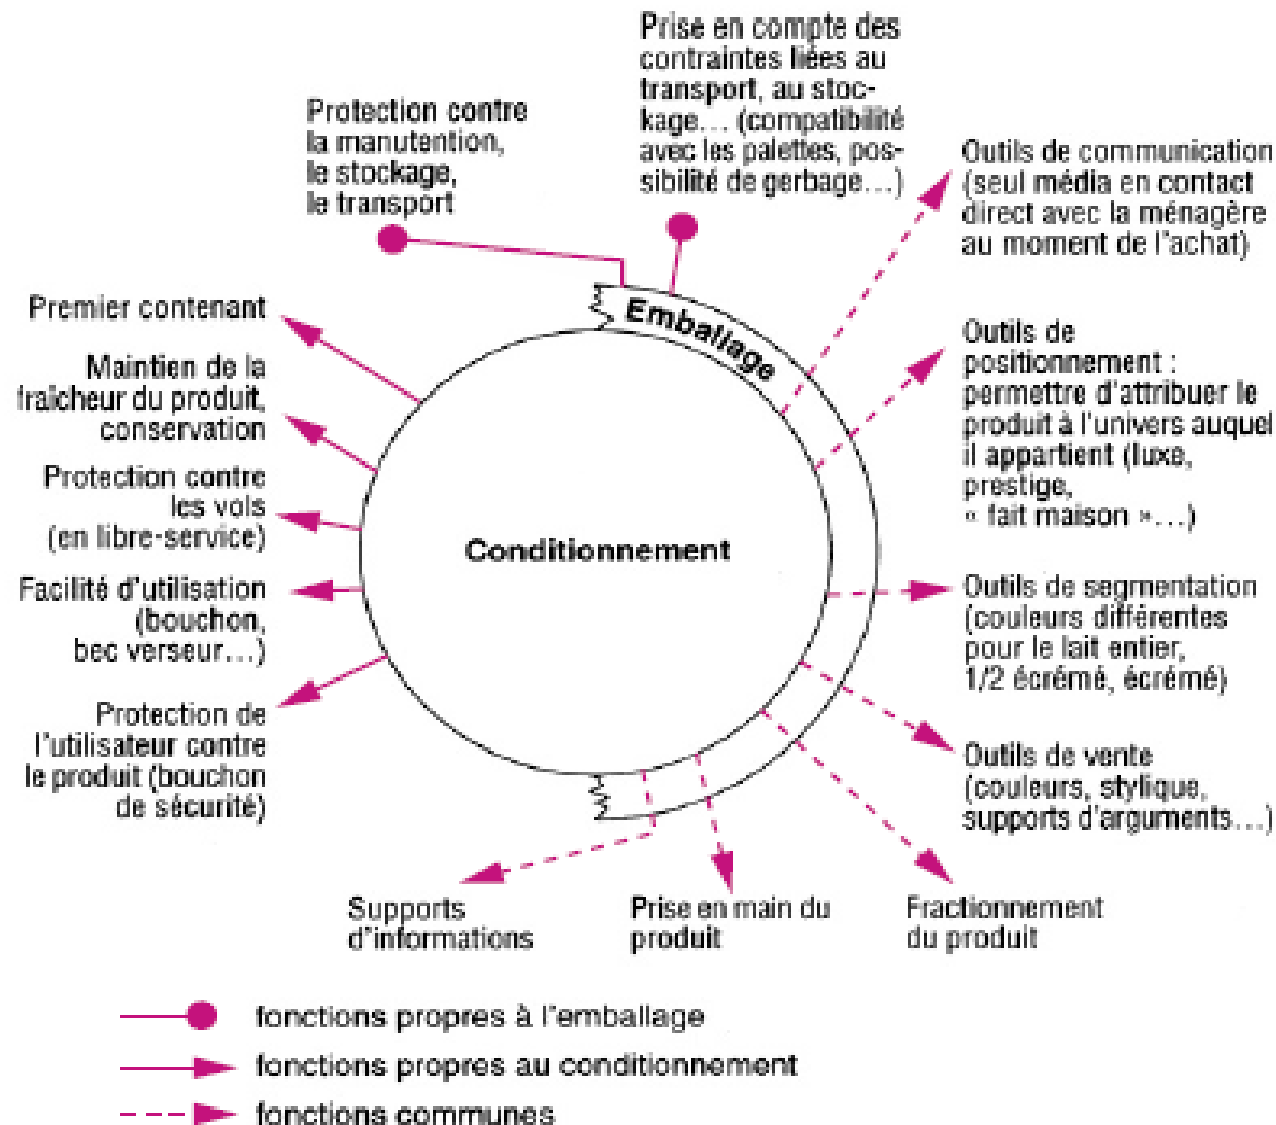 Prise en compte des
contraintes liées au
transport, au stoc-
kage... (compatibilité
avec les palettes, pos-
sibilité de gerbage...)
Protection contre
la manutention,
le stockage,
le transport
Outils de communication
(seul média en contact
direct avec la ménagère
au moment de l'achat)
Emballage
Premier contenant
Maintien de la
fraîcheur du produit,
conservation
Protection contre
les vols
(en libre-service)
Facilité d'utilisation
(bouchon,
bec verseur...)
Protection de
l'utilisateur contre
le produit (bouchon
de sécurité)
Conditionnement
Outils de
positionnement :
permettre d'attribuer le
produit à l'univers auquel
il appartient (luxe,
prestige,
« fait maison »...)
Outils de segmentation
(couleurs différentes
pour le lait entier,
1/2 écrémé, écrémé)
Outils de vente
(couleurs, stylique,
supports d'arguments...)
Supports
d'informations
Prise en main du
produit
Fractionnement
du produit
fonctions propres à l'emballage
fonctions propres au conditionnement
fonctions communes